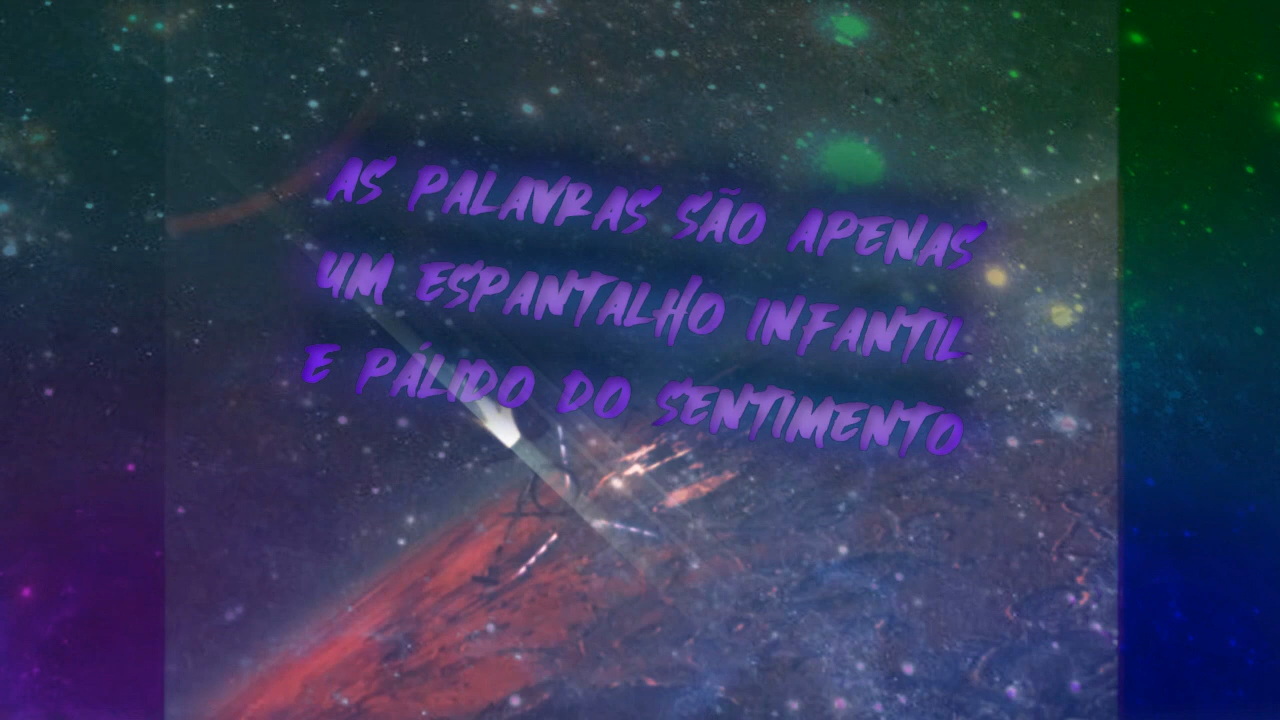 AS PALAVRAS SÃO APENAS
UM ESPANTALHO INFANTIL
E PÁLIDO DO SENTIMENTO